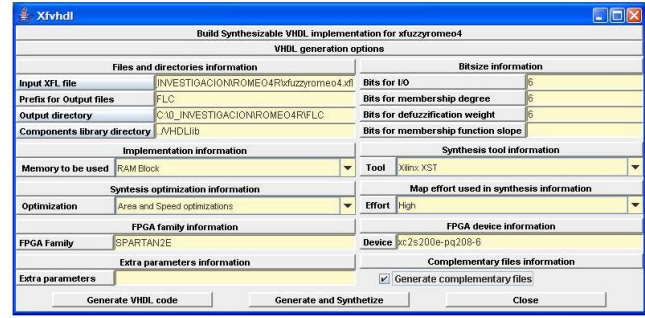 Xfvhdl
Build Synthesizable VHDL implementation for xfuzzyromeo4
VHDL generation options
Files and directories information
Bitsize information
Input XFL file INVESTIGACION\ROMEO4R\xfuzzyromeo4.xfl
Bits for I/O 6
Prefix for Output files FLC
Bits for membership degree 6
Output directory C:\0_INVESTIGACION\ROMEO4R\FLC
Bits for defuzzification weight 6
Components library directory ./VHDLlib
Bits for membership function slope
Implementation information
Synthesis tool information
Memory to be used RAM Block
Tool Xilinx XST
Syntesis optimization information
Map effort used in synthesis information
Optimization Area and Speed optimizations
Effort High
FPGA family information
FPGA device information
FPGA Family SPARTAN2E
Device xc2s200e-pq208-6
Extra parameters information
Complementary files information
Extra parameters
Generate complementary files
Generate VHDL code Generate and Synthetize Close